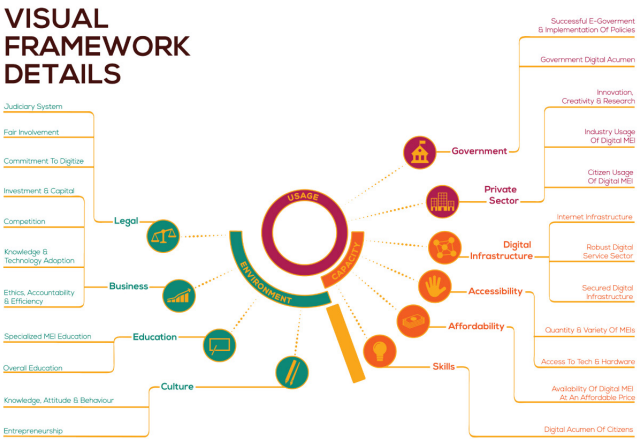 VISUAL
FRAMEWORK
DETAILS
Judiciary System
Fair Involvement
Commitment To Digitize
Investment & Capital
Competition
Knowledge &
Technology Adoption
Ethics, Accountability
& Efficiency
Specialized MEI Education
Overall Education
Knowledge, Attitude & Behaviour
Entrepreneurship
Legal
Business
Education
Culture
USAGE
ENVIRONMENT
CAPACITY
Government
Private
Sector
Digital
Infrastructure
Accessibility
Affordability
Skills
Successful E-Goverment
& Implementation Of Policies
Government Digital Acumen
Innovation,
Creativity & Research
Industry Usage
Of Digital MEI
Citizen Usage
Of Digital MEI
Internet Infrastructure
Robust Digital
Service Sector
Secured Digital
Infrastructure
Quantity & Variety Of MEIs
Access To Tech & Hardware
Availablity Of Digital MEI
At An Affordable Price
Digital Acumen Of Citizens